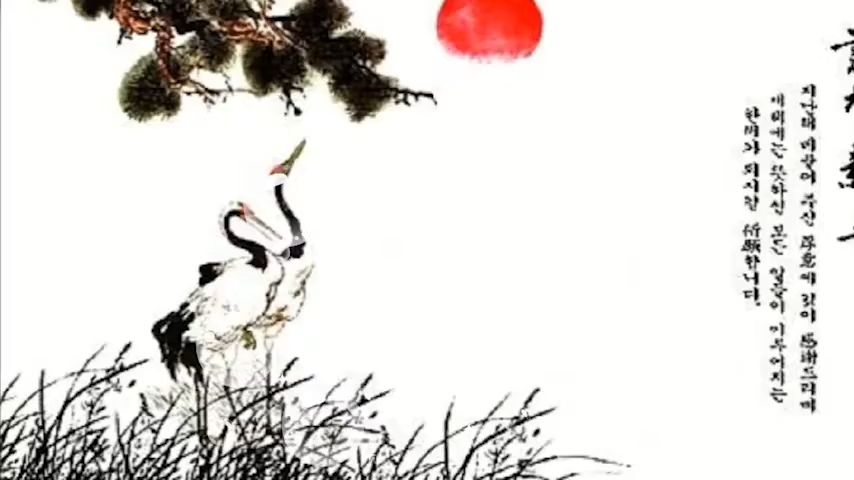 지난해 베풀어 주신 厚意에 깊이 感謝드리며
새해에는 뜻하신 모든 일들이 이루어지는
한해가 되시길 祈願합니다.